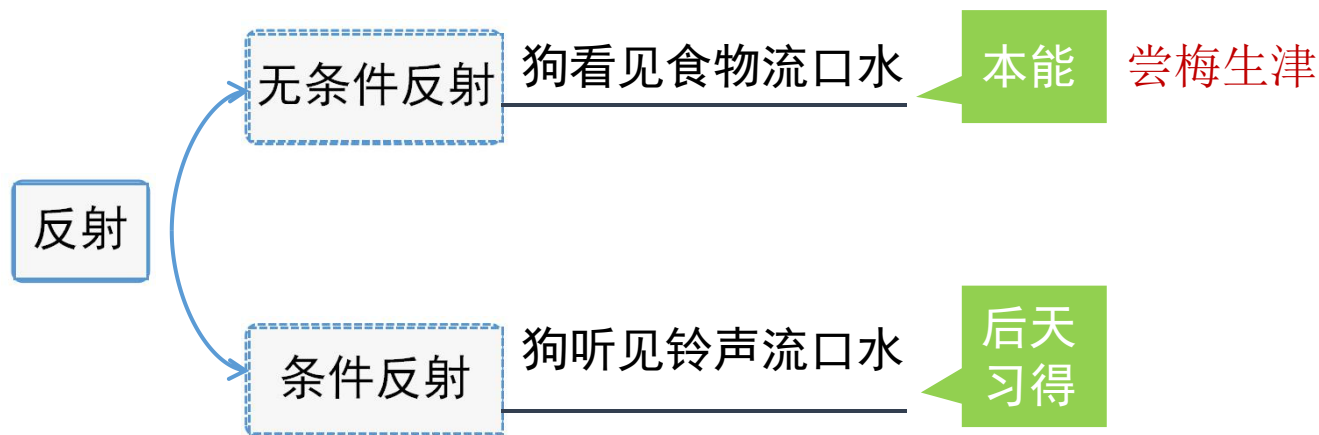 反射
无条件反射
狗看见食物流口水
本能
尝梅生津
条件反射
狗听见铃声流口水
后天
习得